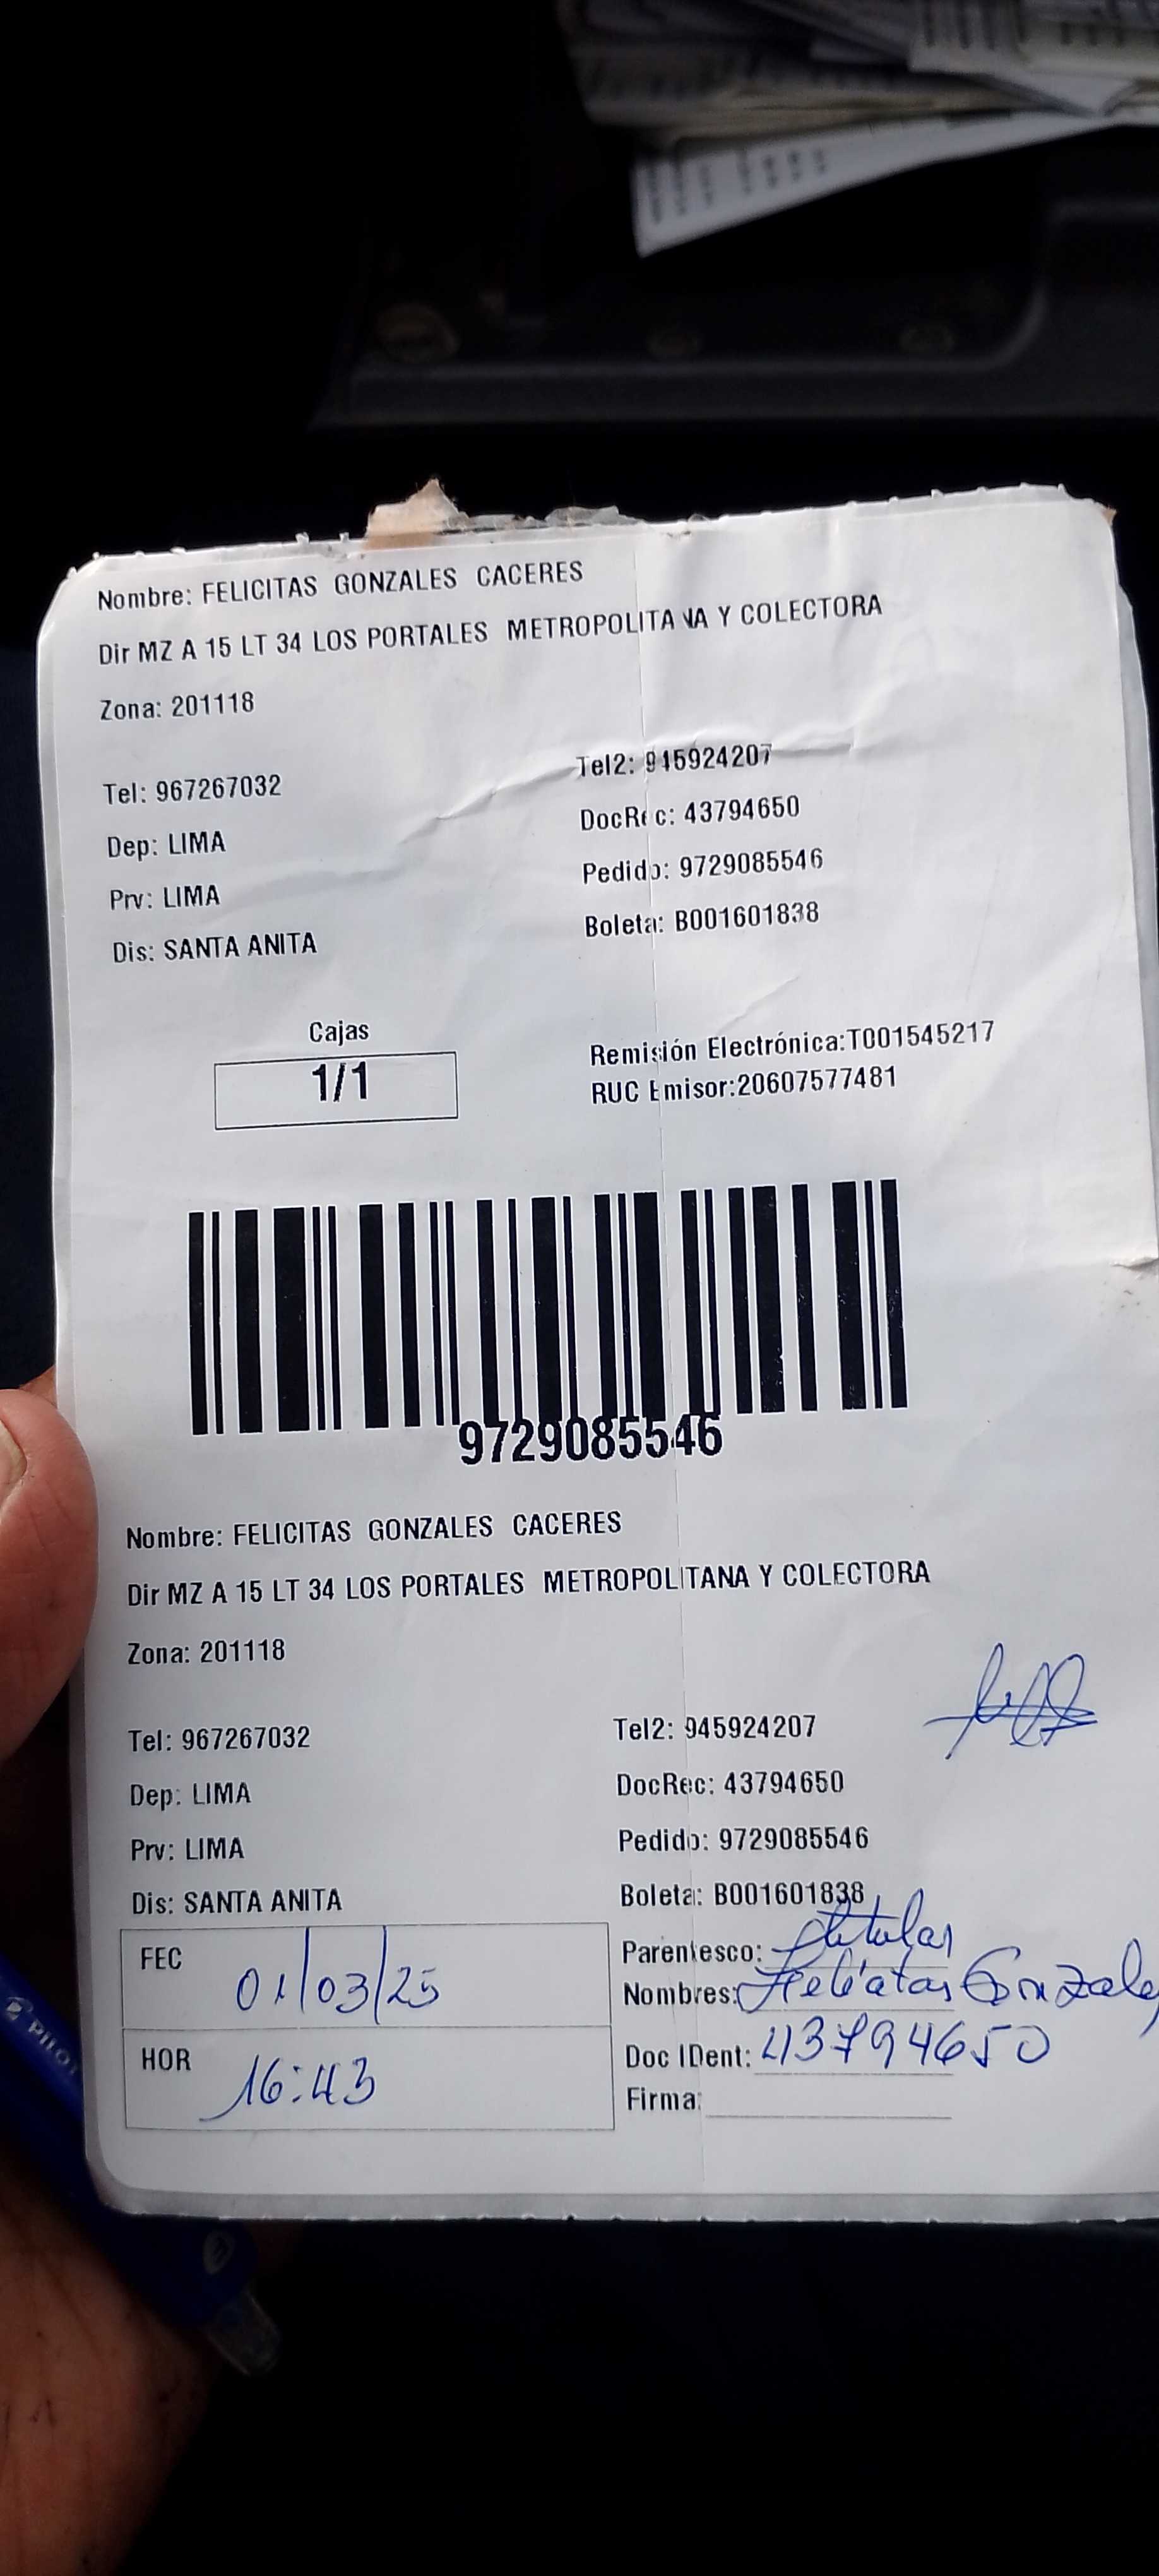 Nombre: FELICITAS GONZALES CACERES
Dir MZ A 15 LT 34 LOS PORTALES METROPOLITANA Y COLECTORA
Zona: 201118
Tel: 967267032 Tel2: 945924207
Dep: LIMA DocRec: 43794650
Prv: LIMA Pedido: 9729085546
Dis: SANTA ANITA Boleta: B001601838
Cajas
1/1
Remisión Electrónica:T001545217
RUC Emisor:20607577481
9729085546
Nombre: FELICITAS GONZALES CACERES
Dir MZ A 15 LT 34 LOS PORTALES METROPOLITANA Y COLECTORA
Zona: 201118
Tel: 967267032 Tel2: 945924207
Dep: LIMA DocRec: 43794650
Prv: LIMA Pedido: 9729085546
Dis: SANTA ANITA Boleta: B001601838
FEC 01/03/25
HOR 16:43
Parentesco: titular
Nombres: Felicitas Gonzales
Doc IDent: 43794650
Firma:
PILOT